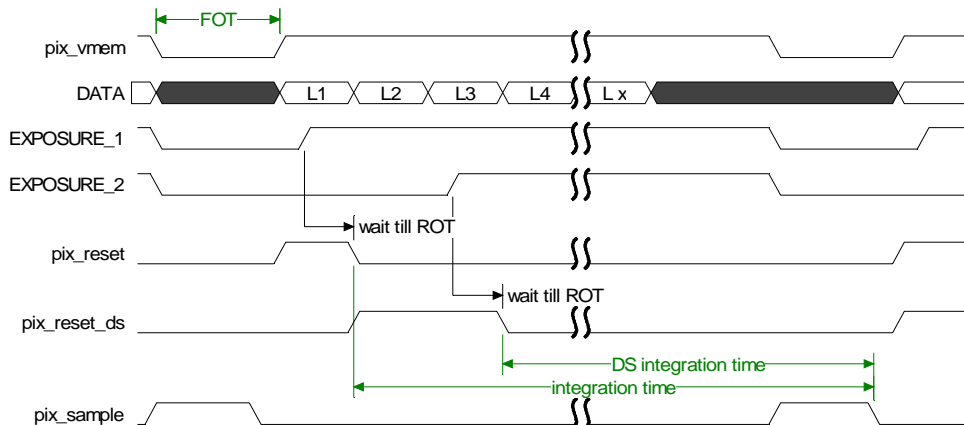 FOT
pix_vmem
DATA L1 L2 L3 L4 L x
EXPOSURE_1
EXPOSURE_2
wait till ROT
pix_reset
wait till ROT
pix_reset_ds
DS integration time
integration time
pix_sample